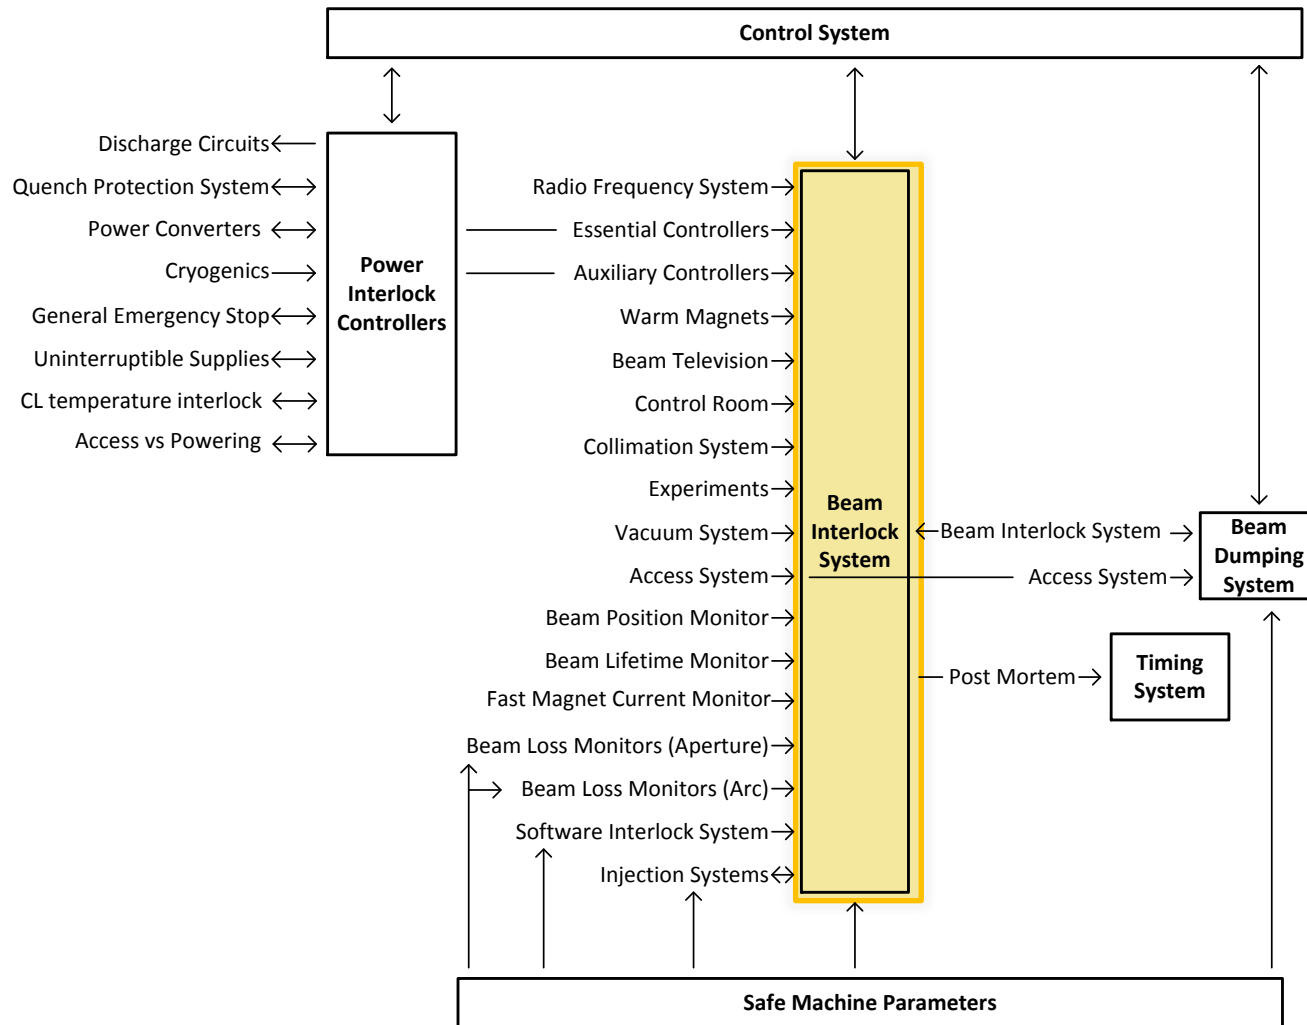 Control System
Discharge Circuits
Quench Protection System
Power Converters
Cryogenics
General Emergency Stop
Uninterruptible Supplies
CL temperature interlock
Access vs Powering
Power
Interlock
Controllers
Radio Frequency System
Essential Controllers
Auxiliary Controllers
Warm Magnets
Beam Television
Control Room
Collimation System
Experiments
Vacuum System
Access System
Beam Position Monitor
Beam Lifetime Monitor
Fast Magnet Current Monitor
Beam Loss Monitors (Aperture)
Beam Loss Monitors (Arc)
Software Interlock System
Injection Systems
Beam
Interlock
System
Beam Interlock System
Access System
Beam
Dumping
System
Post Mortem
Timing
System
Safe Machine Parameters